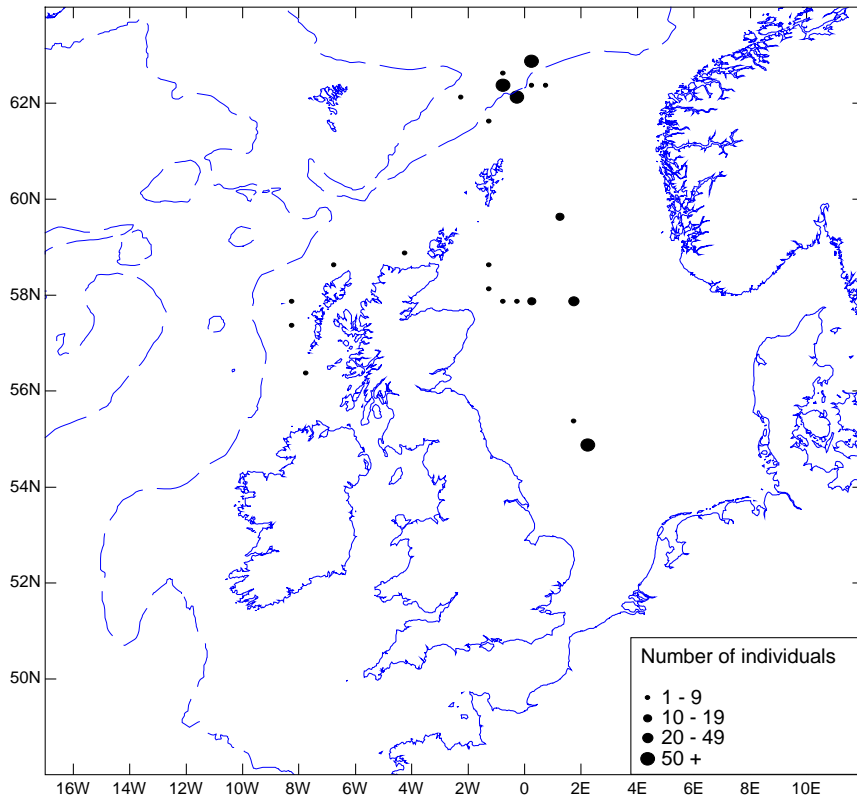 62N
60N
58N
56N
54N
52N
50N
Number of individuals
1 - 9
10 - 19
20 - 49
50 +
16W 14W 12W 10W 8W 6W 4W 2W 0 2E 4E 6E 8E 10E